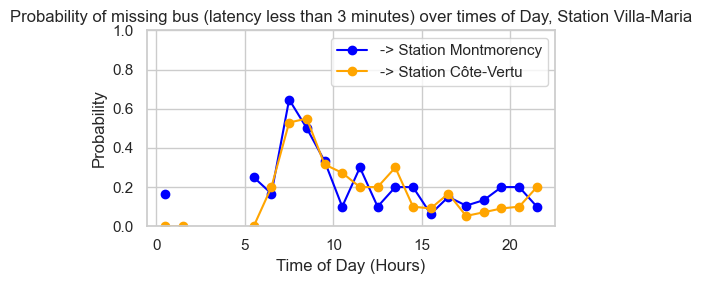 Probability of missing bus (latency less than 3 minutes) over times of Day, Station Villa-Maria
1.0
0.8
0.6
0.4
0.2
0.0
Probability
-> Station Montmorency
-> Station Côte-Vertu
0 5 10 15 20
Time of Day (Hours)